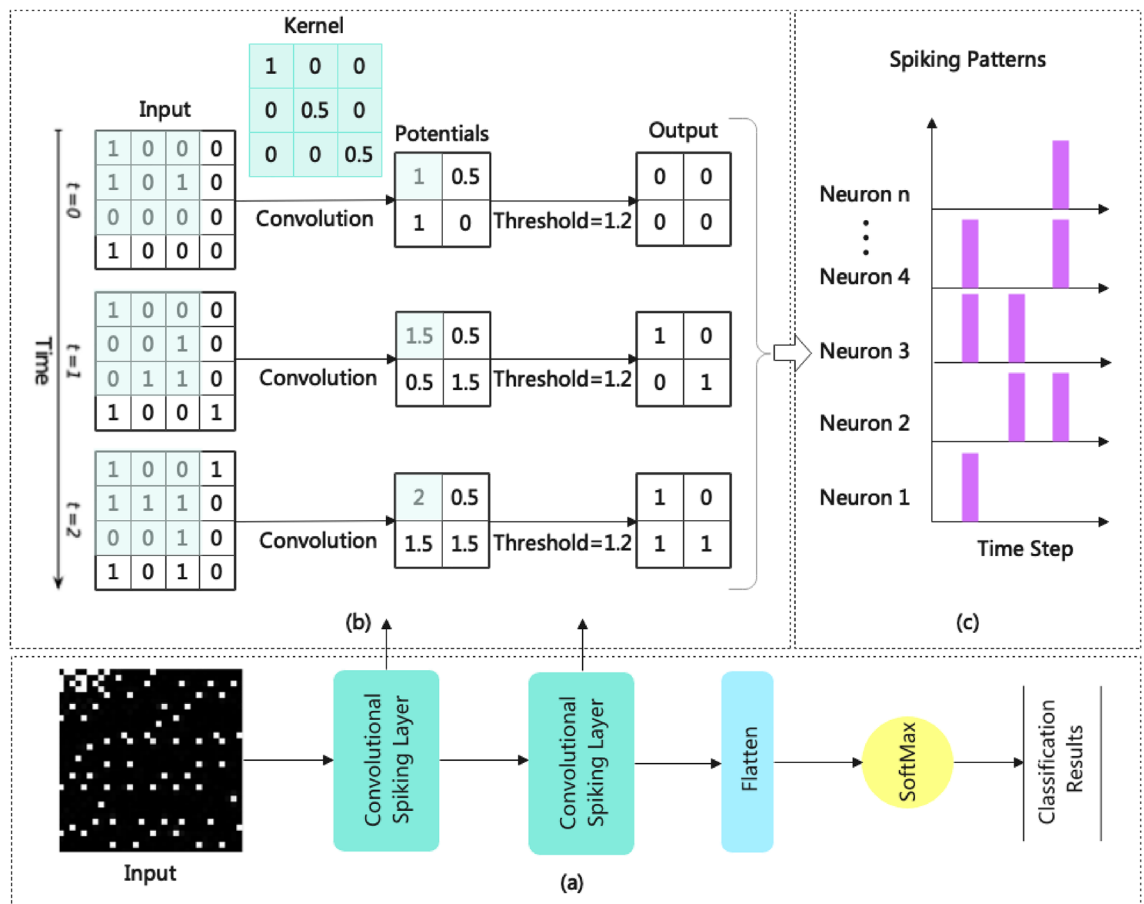 Kernel
1 0 0
0 0.5 0
0 0 0.5
Input
Potentials
Output
Time
t=0
1 0 0 0
1 0 1 0
0 0 0 0
1 0 0 0
Convolution
1 0.5
1 0
Threshold=1.2
0 0
0 0
t=1
1 0 0 0
0 0 1 0
0 1 1 0
1 0 0 1
Convolution
1.5 0.5
0.5 1.5
Threshold=1.2
1 0
0 1
t=2
1 0 0 1
1 1 1 0
0 0 1 0
1 0 1 0
Convolution
2 0.5
1.5 1.5
Threshold=1.2
1 0
1 1
(b)
Spiking Patterns
Neuron n
Neuron 4
Neuron 3
Neuron 2
Neuron 1
Time Step
(c)
Input
Convolutional
Spiking Layer
Convolutional
Spiking Layer
Flatten
SoftMax
Classification
Results
(a)